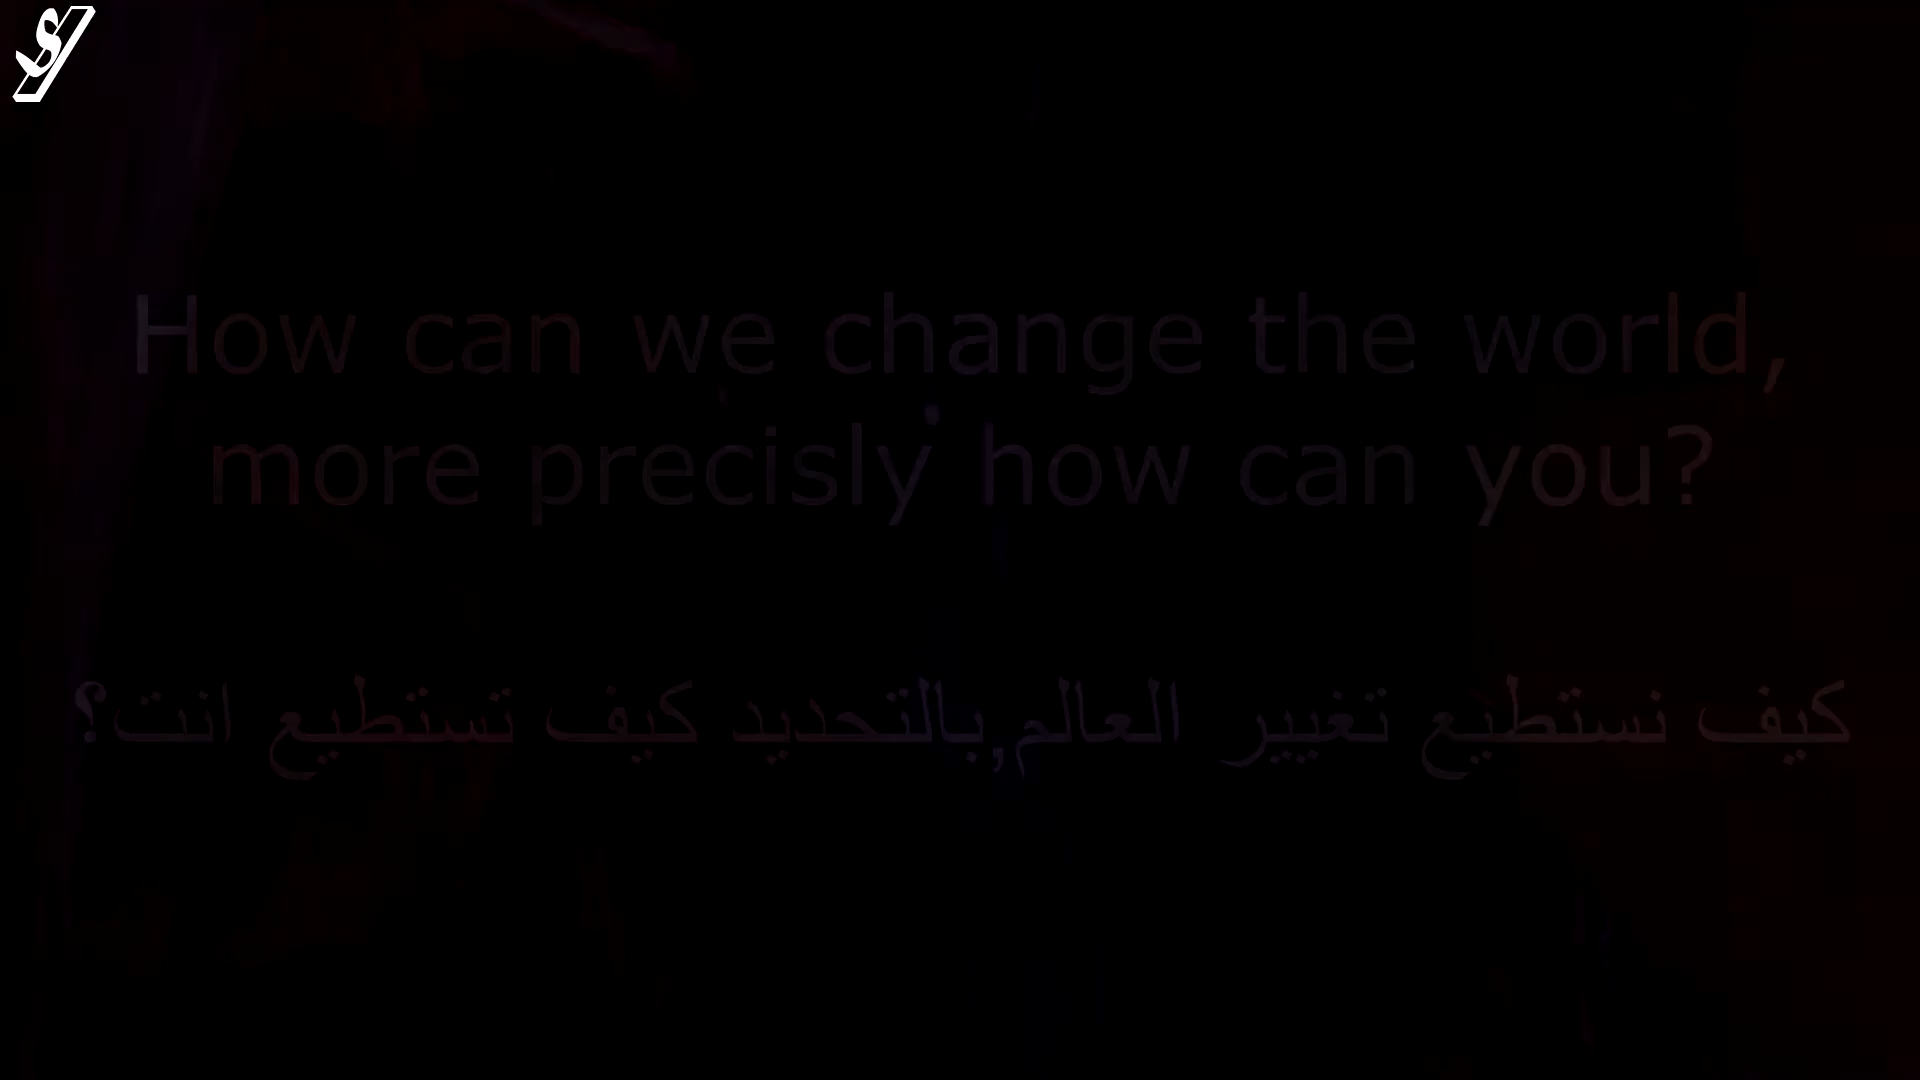 How can we change the world,
more precisly how can you?
كيف نستطيع تغيير العالم,بالتحديد كيف تستطيع انت؟